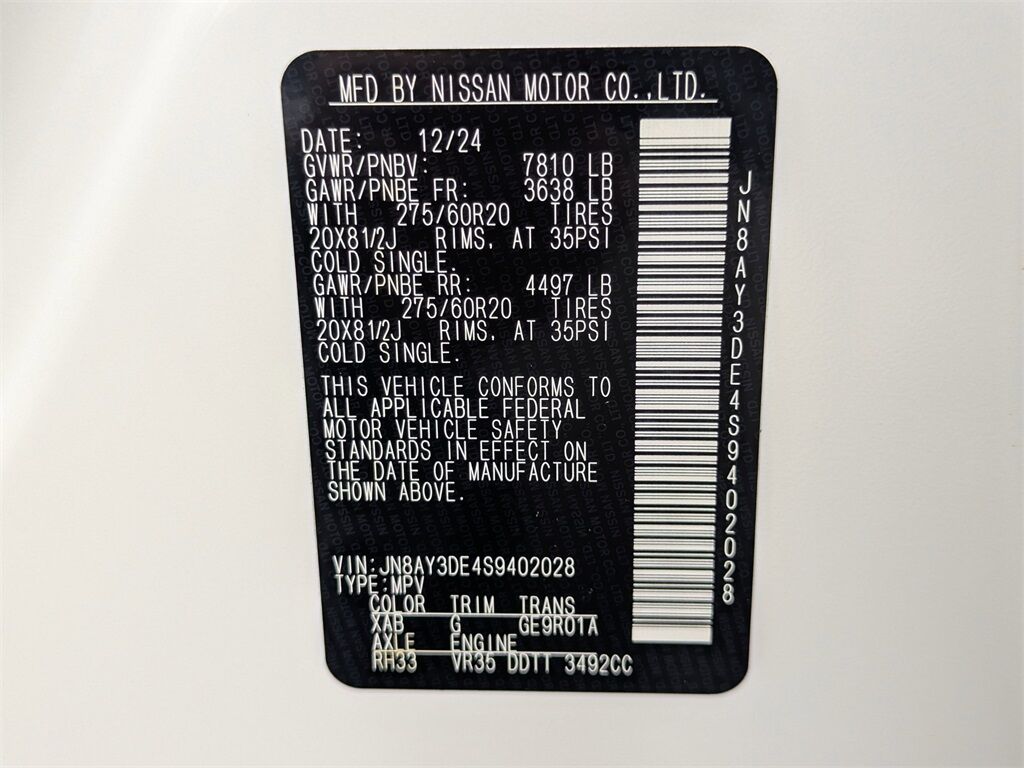 MFD BY NISSAN MOTOR CO.,LTD.
DATE: 12/24
GVWR/PNBV: 7810 LB
GAWR/PNBE FR: 3638 LB
WITH 275/60R20 TIRES
20X81/2J RIMS, AT 35PSI
COLD SINGLE.
GAWR/PNBE RR: 4497 LB
WITH 275/60R20 TIRES
20X81/2J RIMS, AT 35PSI
COLD SINGLE.
THIS VEHICLE CONFORMS TO
ALL APPLICABLE FEDERAL
MOTOR VEHICLE SAFETY
STANDARDS IN EFFECT ON
THE DATE OF MANUFACTURE
SHOWN ABOVE.
VIN:JN8AY3DE4S9402028
TYPE:MPV
COLOR TRIM TRANS
XAB G GE9R01A
AXLE ENGINE
RH33 VR35 DDTT 3492CC
JN8AY3DE4S9402028